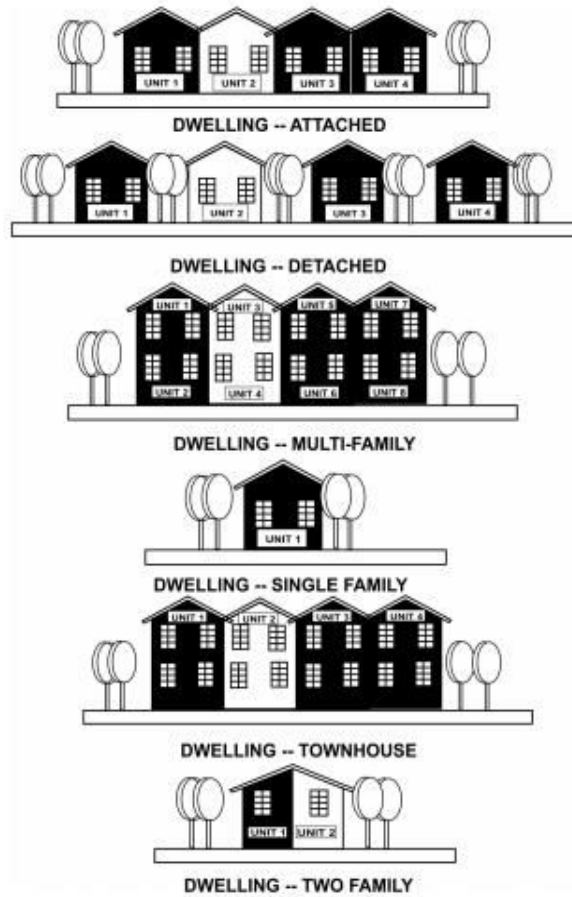 UNIT 1 UNIT 2 UNIT 3 UNIT 4
DWELLING -- ATTACHED
UNIT 1 UNIT 2 UNIT 3 UNIT 4
DWELLING -- DETACHED
UNIT 1 UNIT 3 UNIT 5 UNIT 7
UNIT 2 UNIT 4 UNIT 6 UNIT 8
DWELLING -- MULTI-FAMILY
UNIT 1
DWELLING -- SINGLE FAMILY
UNIT 1 UNIT 2 UNIT 3 UNIT 4
DWELLING -- TOWNHOUSE
UNIT 1 UNIT 2
DWELLING -- TWO FAMILY